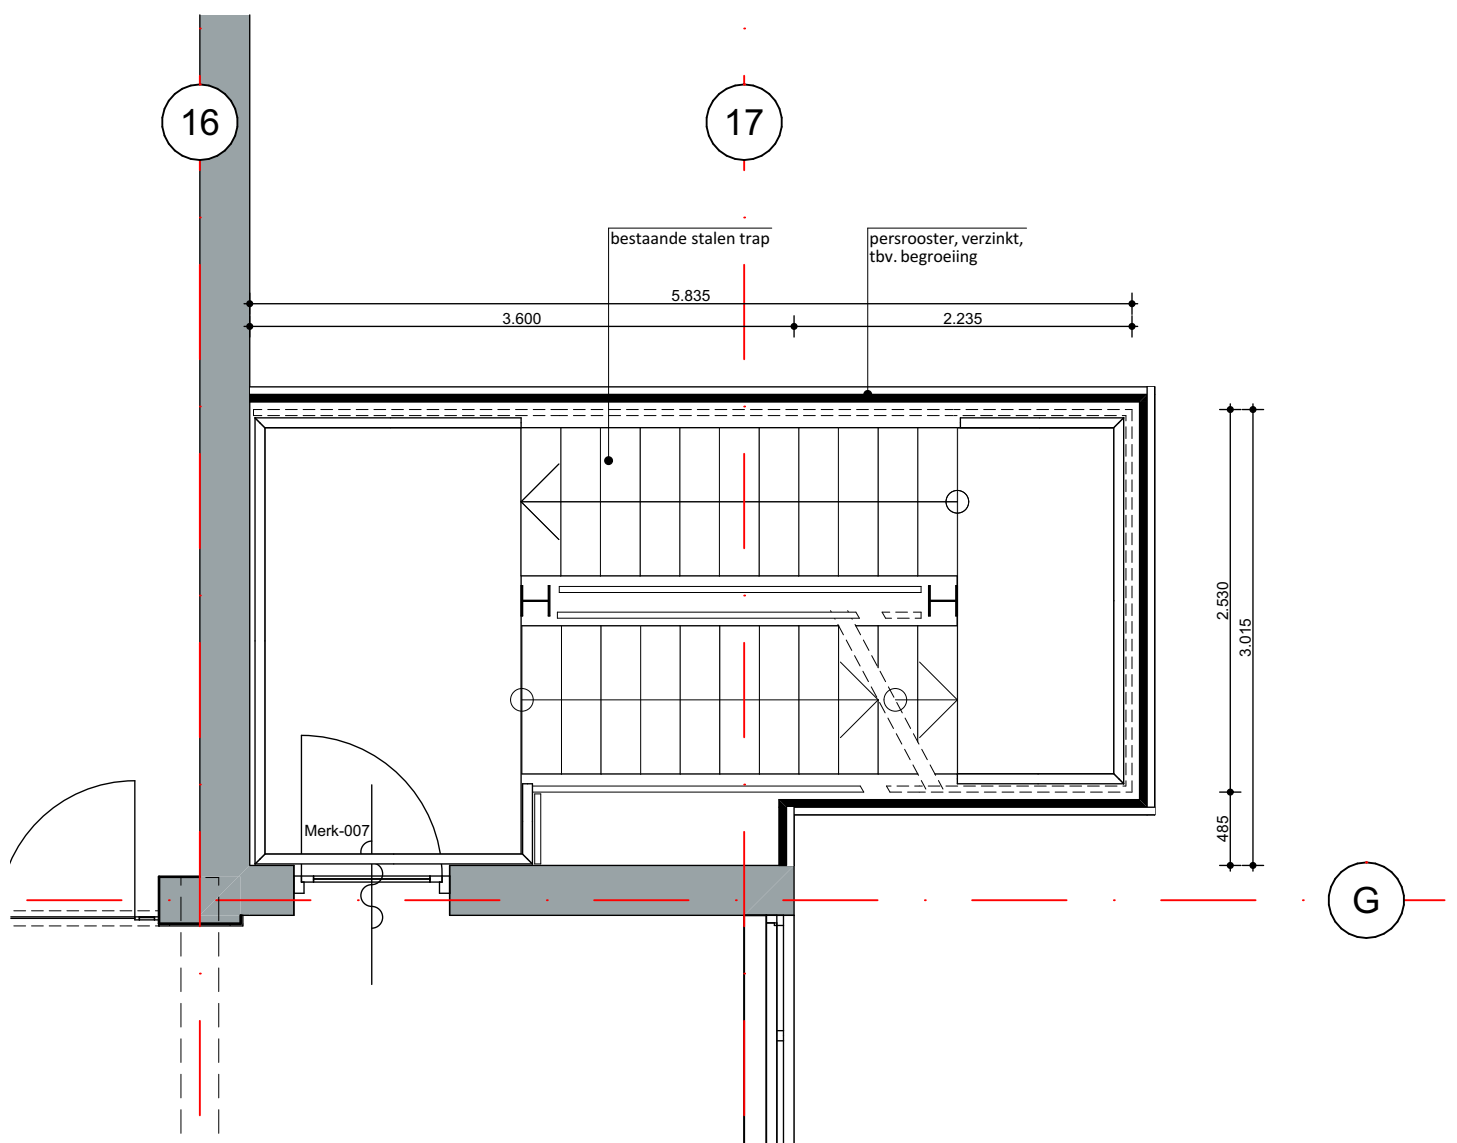 16
17
bestaande stalen trap
persrooster, verzinkt,
tbv. begroeiing
5.835
3.600
2.235
2.530
3.015
485
Merk-007
G